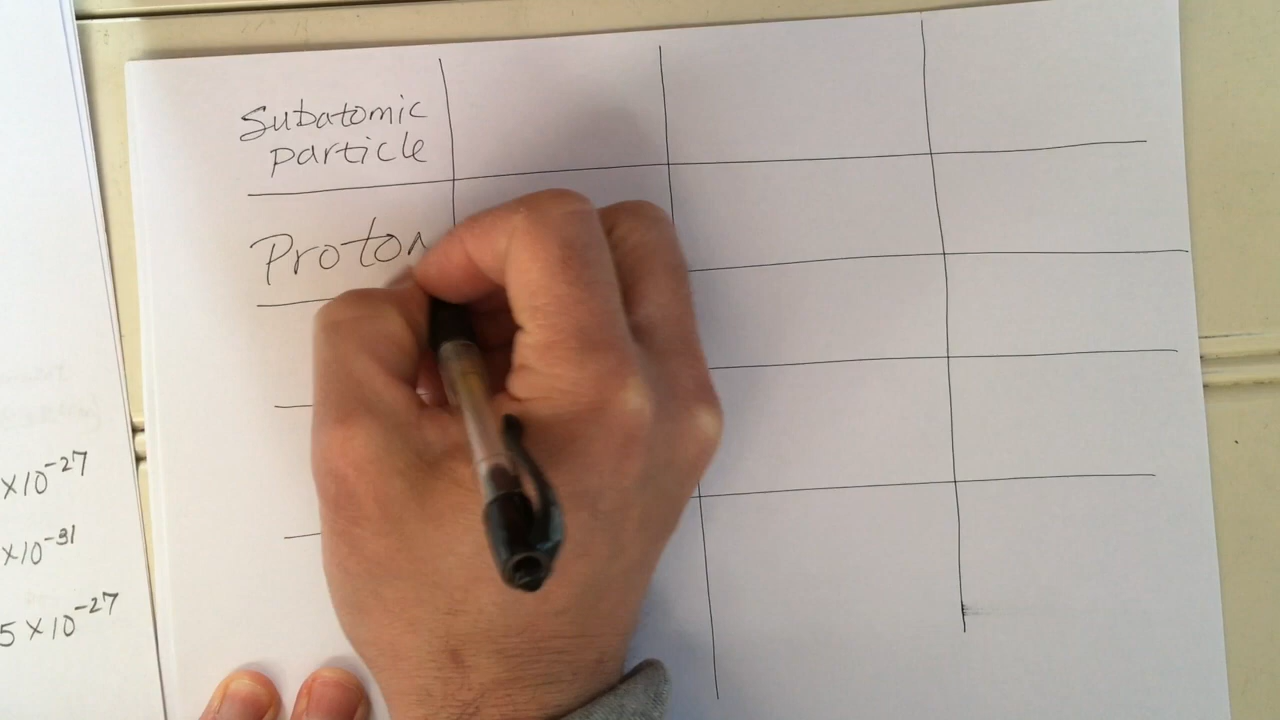 Subatomic
particle
Proton
×10⁻²⁷
×10⁻³¹
5 ×10⁻²⁷